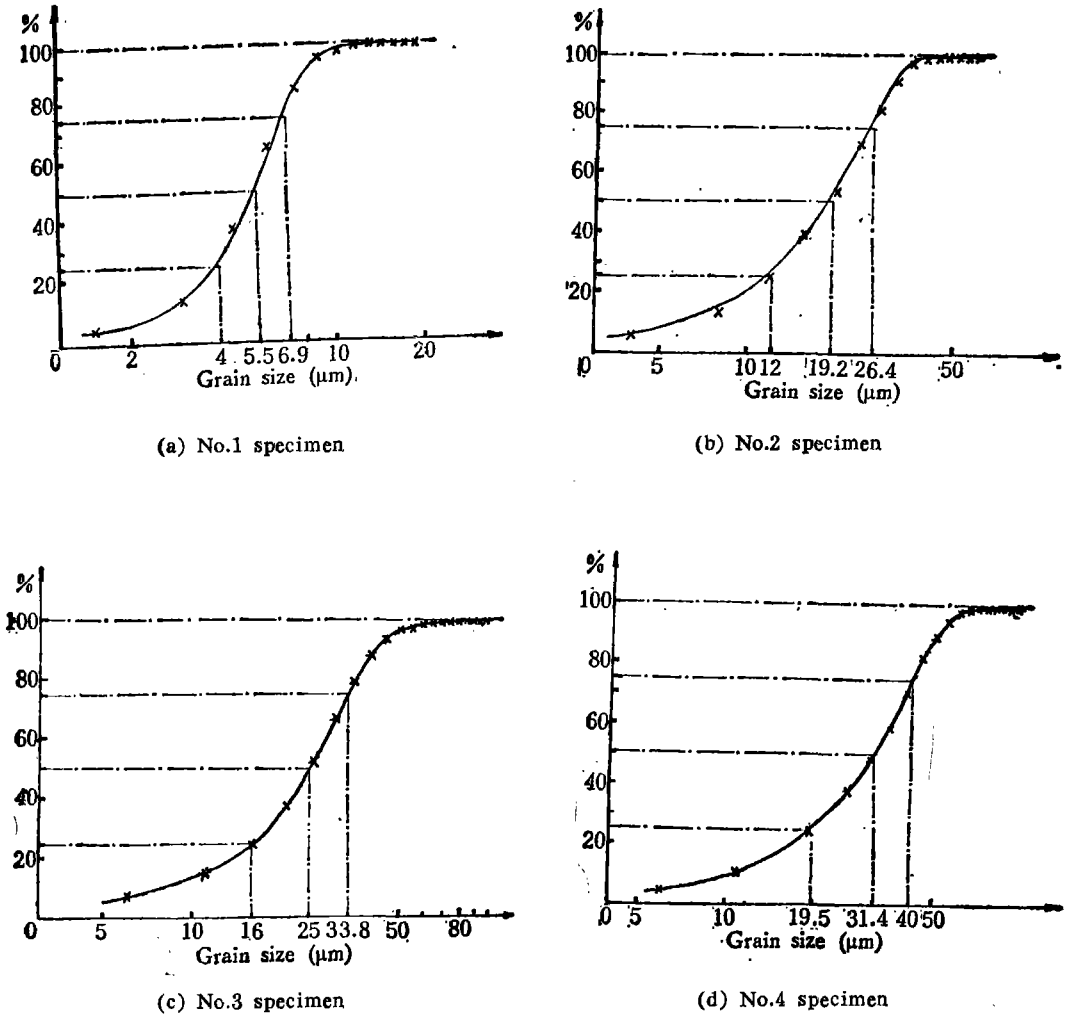 %
100
80
60
40
20
0 2 4 5.5 6.9 10 20
Grain size (μm)
(a) No.1 specimen
%
100
80
60
40
20
0 5 10 12 19.2 26.4 50
Grain size (μm)
(b) No.2 specimen
%
100
80
60
40
20
0 5 10 16 25 33.8 50 80
Grain size (μm)
(c) No.3 specimen
%
100
80
60
40
20
0 5 10 19.5 31.4 40 50
Grain size (μm)
(d) No.4 specimen